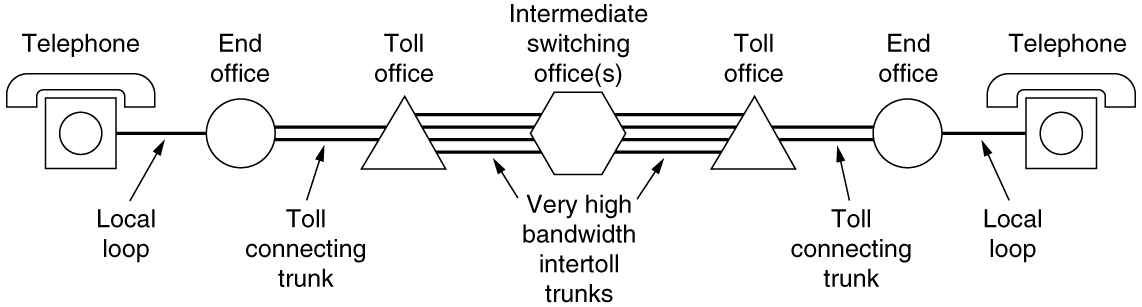 Telephone
End
office
Toll
office
Intermediate
switching
office(s)
Toll
office
End
office
Telephone
Local
loop
Toll
connecting
trunk
Very high
bandwidth
intertoll
trunks
Toll
connecting
trunk
Local
loop